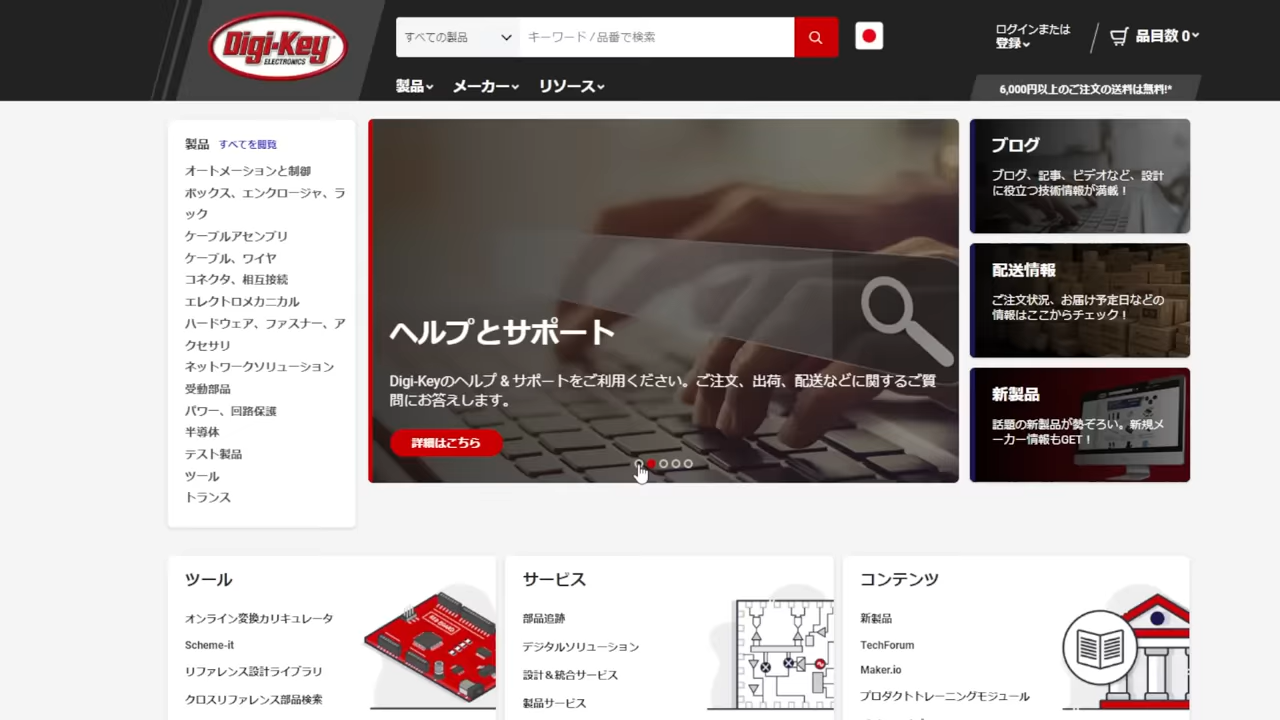 Digi-Key
ELECTRONICS
すべての製品
キーワード / 品番で検索
ログインまたは
登録
品目数 0
製品
メーカー
リソース
6,000円以上のご注文の送料は無料!*
製品 すべてを閲覧
オートメーションと制御
ボックス、エンクロージャ、ラ
ック
ケーブルアセンブリ
ケーブル、ワイヤ
コネクタ、相互接続
エレクトロメカニカル
ハードウェア、ファスナー、ア
クセサリ
ネットワークソリューション
受動部品
パワー、回路保護
半導体
テスト製品
ツール
トランス
ヘルプとサポート
Digi-Keyのヘルプ & サポートをご利用ください。ご注文、出荷、配送などに関するご質
問にお答えします。
詳細はこちら
ブログ
ブログ、記事、ビデオなど、設計
に役立つ技術情報が満載！
配送情報
ご注文状況、お届け予定日などの
情報はここからチェック！
新製品
話題の新製品が勢ぞろい。新規メ
ーカー情報もGET！
ツール
オンライン変換カリキュレータ
Scheme-it
リファレンス設計ライブラリ
クロスリファレンス部品検索
サービス
部品追跡
デジタルソリューション
設計＆統合サービス
製品サービス
コンテンツ
新製品
TechForum
Maker.io
プロダクトトレーニングモジュール